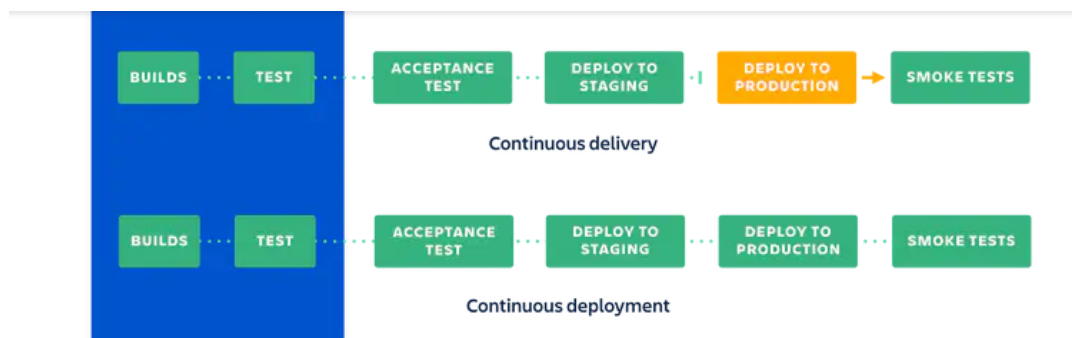 BUILDS
TEST
ACCEPTANCE
TEST
DEPLOY TO
STAGING
DEPLOY TO
PRODUCTION
SMOKE TESTS
Continuous delivery
BUILDS
TEST
ACCEPTANCE
TEST
DEPLOY TO
STAGING
DEPLOY TO
PRODUCTION
SMOKE TESTS
Continuous deployment